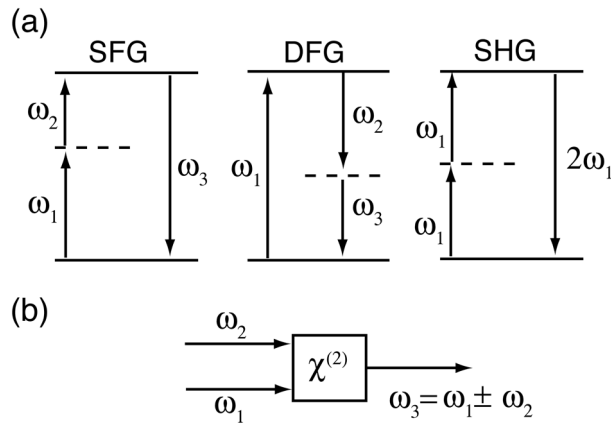 (a)
SFG DFG SHG
ω₂ ω₁ ω₃
ω₁ ω₂ ω₃
ω₁ ω₁ 2ω₁
(b)
ω₂
ω₁
χ⁽²⁾
ω₃=ω₁± ω₂